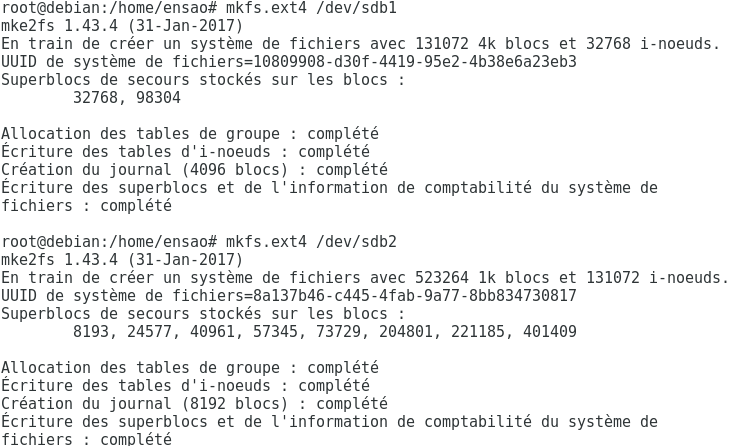 root@debian:/home/ensao# mkfs.ext4 /dev/sdb1
mke2fs 1.43.4 (31-Jan-2017)
En train de créer un système de fichiers avec 131072 4k blocs et 32768 i-noeuds.
UUID de système de fichiers=10809908-d30f-4419-95e2-4b38e6a23eb3
Superblocs de secours stockés sur les blocs :
        32768, 98304

Allocation des tables de groupe : complété
Écriture des tables d'i-noeuds : complété
Création du journal (4096 blocs) : complété
Écriture des superblocs et de l'information de comptabilité du système de
fichiers : complété

root@debian:/home/ensao# mkfs.ext4 /dev/sdb2
mke2fs 1.43.4 (31-Jan-2017)
En train de créer un système de fichiers avec 523264 1k blocs et 131072 i-noeuds.
UUID de système de fichiers=8a137b46-c445-4fab-9a77-8bb834730817
Superblocs de secours stockés sur les blocs :
        8193, 24577, 40961, 57345, 73729, 204801, 221185, 401409

Allocation des tables de groupe : complété
Écriture des tables d'i-noeuds : complété
Création du journal (8192 blocs) : complété
Écriture des superblocs et de l'information de comptabilité du système de
fichiers : complété